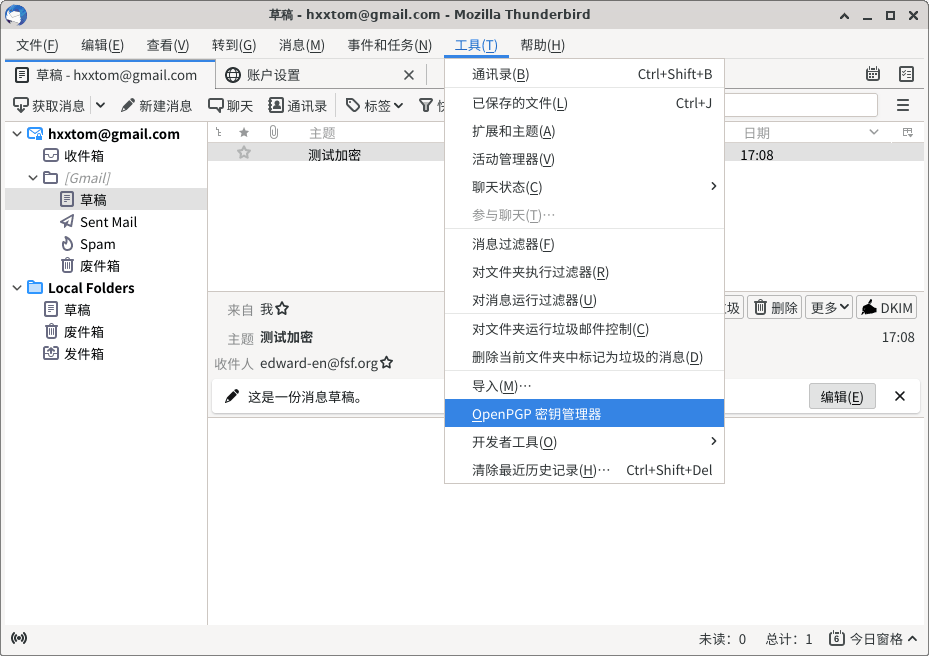 草稿 - hxxtom@gmail.com - Mozilla Thunderbird
文件(F) 编辑(E) 查看(V) 转到(G) 消息(M) 事件和任务(N) 工具(T) 帮助(H)
草稿 - hxxtom@gmail.com 账户设置
获取消息 新建消息 聊天 通讯录 标签
hxxtom@gmail.com
收件箱
[Gmail]
草稿
Sent Mail
Spam
废件箱
Local Folders
草稿
废件箱
发件箱
主题 日期
测试加密 17:08
通讯录(B) Ctrl+Shift+B
已保存的文件(L) Ctrl+J
扩展和主题(A)
活动管理器(V)
聊天状态(C)
参与聊天(T)…
消息过滤器(F)
对文件夹执行过滤器(R)
对消息运行过滤器(U)
对文件夹运行垃圾邮件控制(C)
删除当前文件夹中标记为垃圾的消息(D)
导入(M)…
OpenPGP 密钥管理器
开发者工具(O)
清除最近历史记录(H)… Ctrl+Shift+Del
来自 我 圾 删除 更多 DKIM
主题 测试加密 17:08
收件人 edward-en@fsf.org
这是一份消息草稿。 编辑(E)
未读：0 总计：1 6 今日窗格